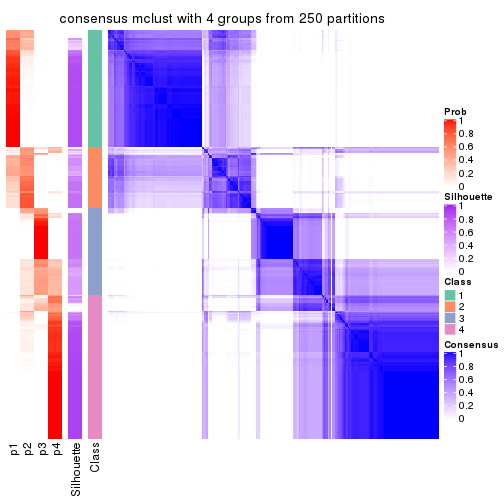 consensus mclust with 4 groups from 250 partitions
Prob
1
0.8
0.6
0.4
0.2
0
Silhouette
1
0.8
0.6
0.4
0.2
0
Class
1
2
3
4
Consensus
1
0.8
0.6
0.4
0.2
0
p1
p2
p3
p4
Silhouette
Class